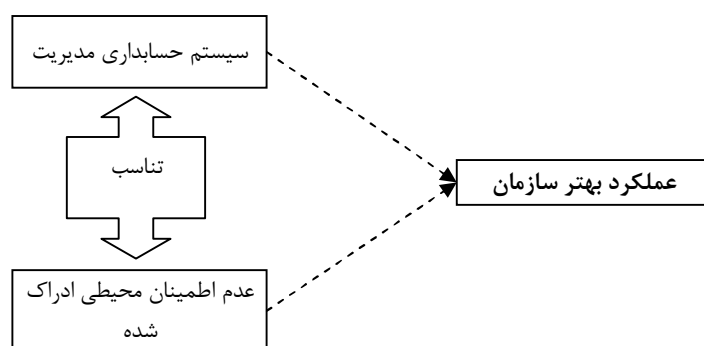 سیستم حسابداری مدیریت
تناسب
عملکرد بهتر سازمان
عدم اطمینان محیطی ادراک
شده